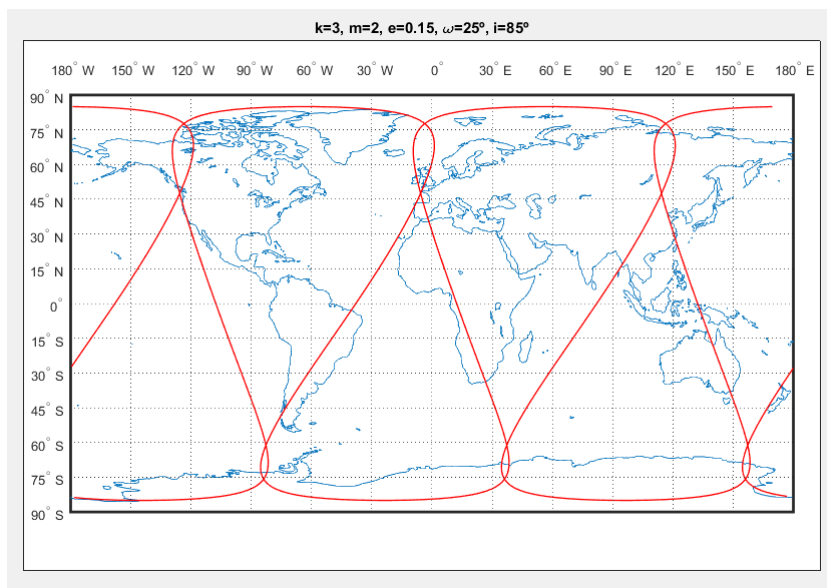 k=3, m=2, e=0.15, ω=25º, i=85º
180° W 150° W 120° W 90° W 60° W 30° W 0° 30° E 60° E 90° E 120° E 150° E 180° E
90° N
75° N
60° N
45° N
30° N
15° N
0°
15° S
30° S
45° S
60° S
75° S
90° S